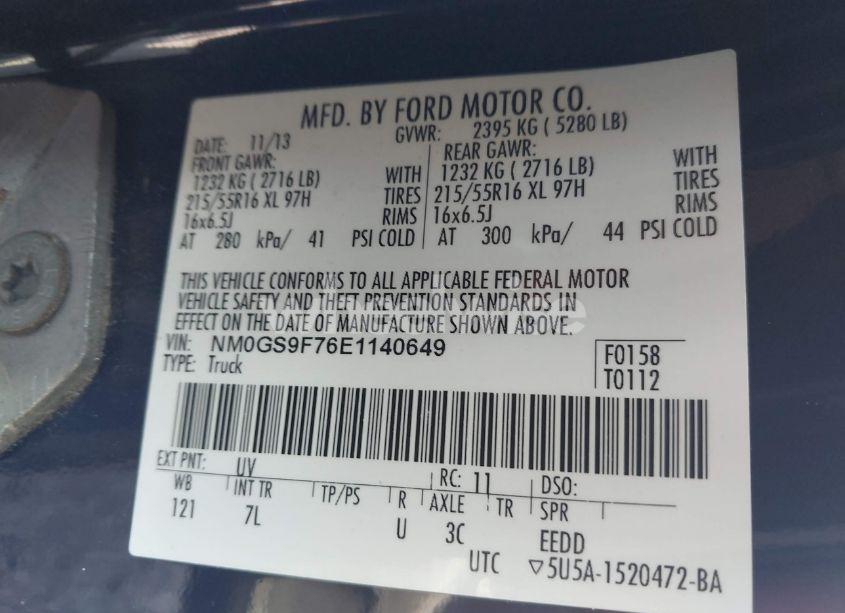 MFD. BY FORD MOTOR CO.
DATE: 11/13 GVWR: 2395 KG ( 5280 LB)
FRONT GAWR: REAR GAWR:
1232 KG ( 2716 LB) WITH 1232 KG ( 2716 LB) WITH
215/55R16 XL 97H TIRES 215/55R16 XL 97H TIRES
16x6.5J RIMS 16x6.5J RIMS
AT 280 kPa/ 41 PSI COLD AT 300 kPa/ 44 PSI COLD
THIS VEHICLE CONFORMS TO ALL APPLICABLE FEDERAL MOTOR
VEHICLE SAFETY AND THEFT PREVENTION STANDARDS IN
EFFECT ON THE DATE OF MANUFACTURE SHOWN ABOVE.
VIN: NM0GS9F76E1140649 F0158
TYPE: Truck T0112
EXT PNT: UV RC: 11 DSO:
WB INT TR TP/PS R AXLE TR SPR
121 7L U 3C EEDD
UTC ▽5U5A-1520472-BA